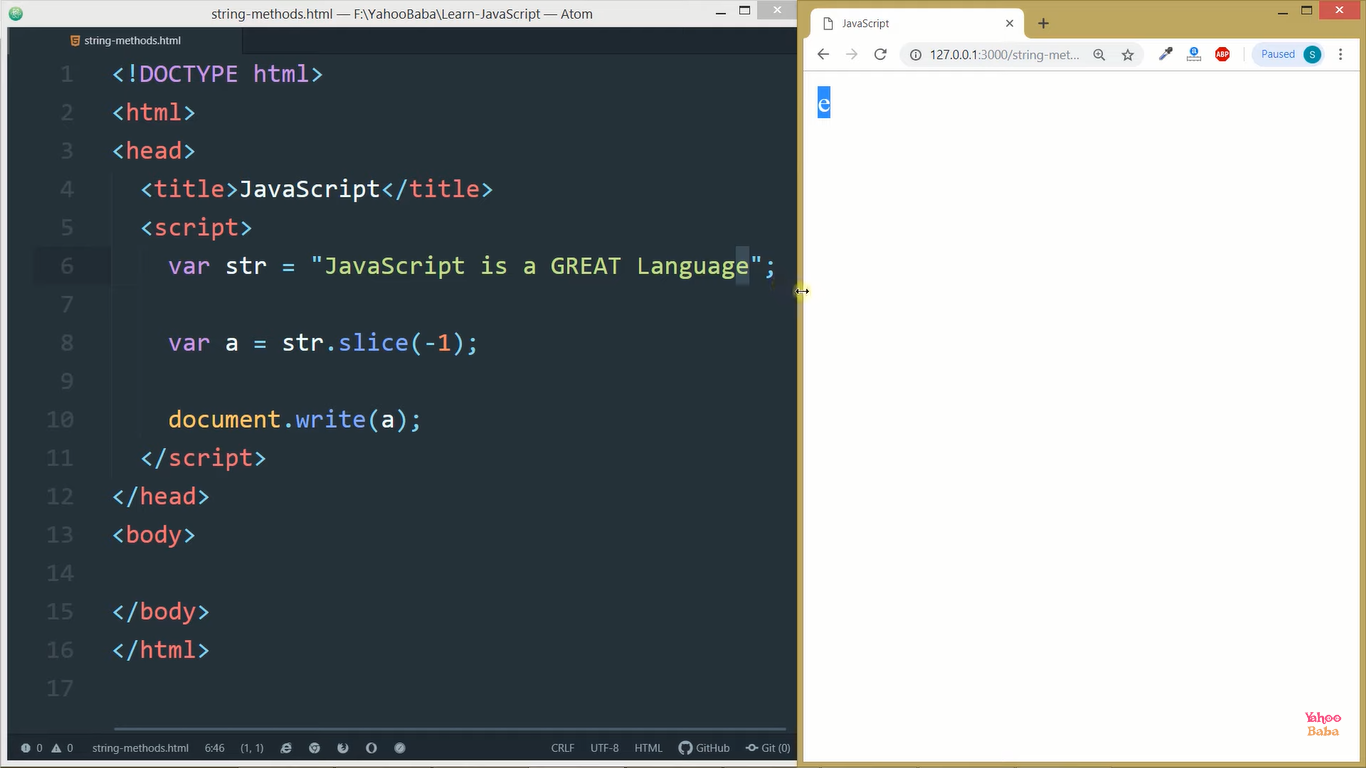 string-methods.html — F:\YahooBaba\Learn-JavaScript — Atom
string-methods.html
1 <!DOCTYPE html>
2 <html>
3 <head>
4 <title>JavaScript</title>
5 <script>
6 var str = "JavaScript is a GREAT Language";
7
8 var a = str.slice(-1);
9
10 document.write(a);
11 </script>
12 </head>
13 <body>
14
15 </body>
16 </html>
17
0 0 string-methods.html 6:46 (1, 1) CRLF UTF-8 HTML GitHub Git (0)
JavaScript
127.0.0.1:3000/string-met... ABP Paused S
e
Yahoo
Baba